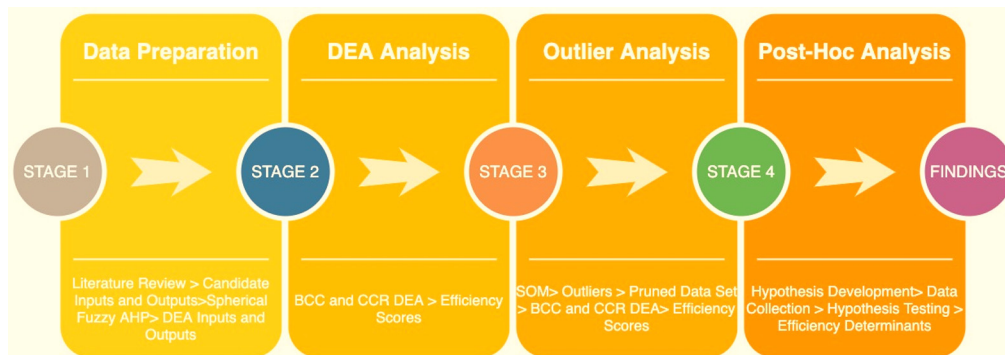 Data Preparation
DEA Analysis
Outlier Analysis
Post-Hoc Analysis
STAGE 1
STAGE 2
STAGE 3
STAGE 4
FINDINGS
Literature Review > Candidate
Inputs and Outputs>Spherical
Fuzzy AHP> DEA Inputs and
Outputs
BCC and CCR DEA > Efficiency
Scores
SOM> Outliers > Pruned Data Set
> BCC and CCR DEA> Efficiency
Scores
Hypothesis Development> Data
Collection > Hypothesis Testing >
Efficiency Determinants